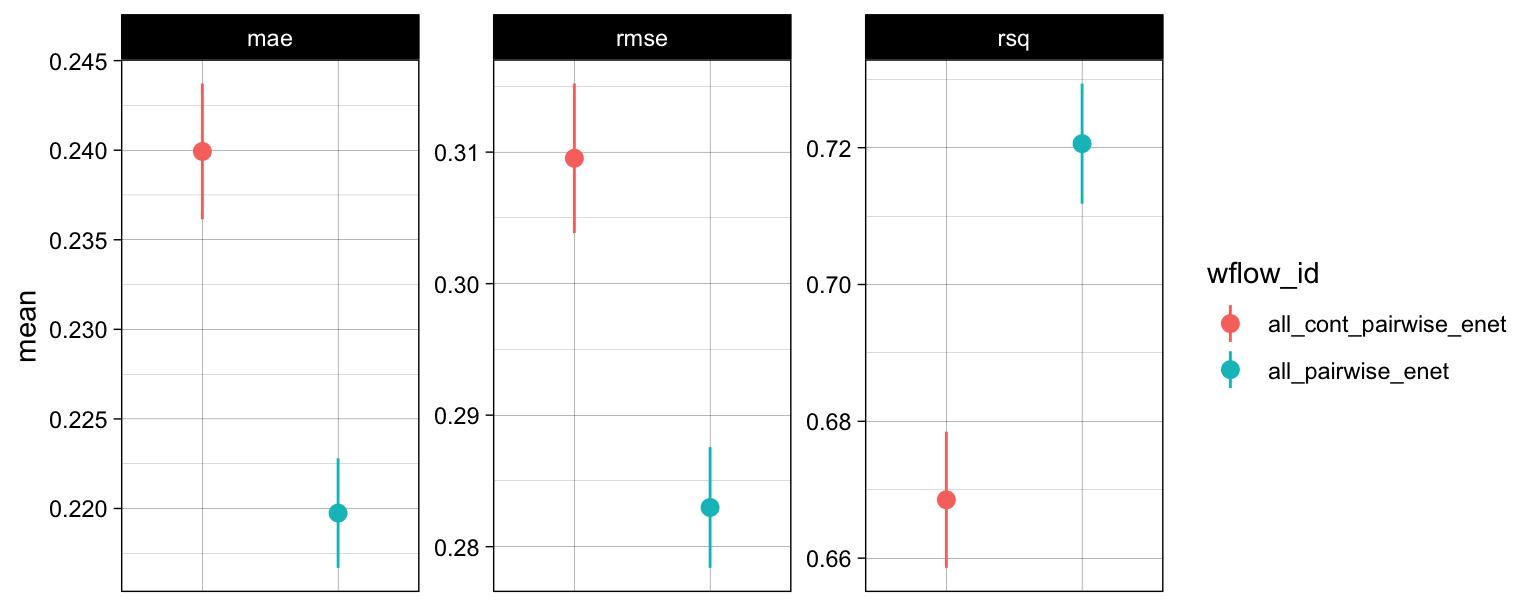 mae
rmse
rsq
mean
0.245
0.240
0.235
0.230
0.225
0.220
0.31
0.30
0.29
0.28
0.72
0.70
0.68
0.66
wflow_id
all_cont_pairwise_enet
all_pairwise_enet